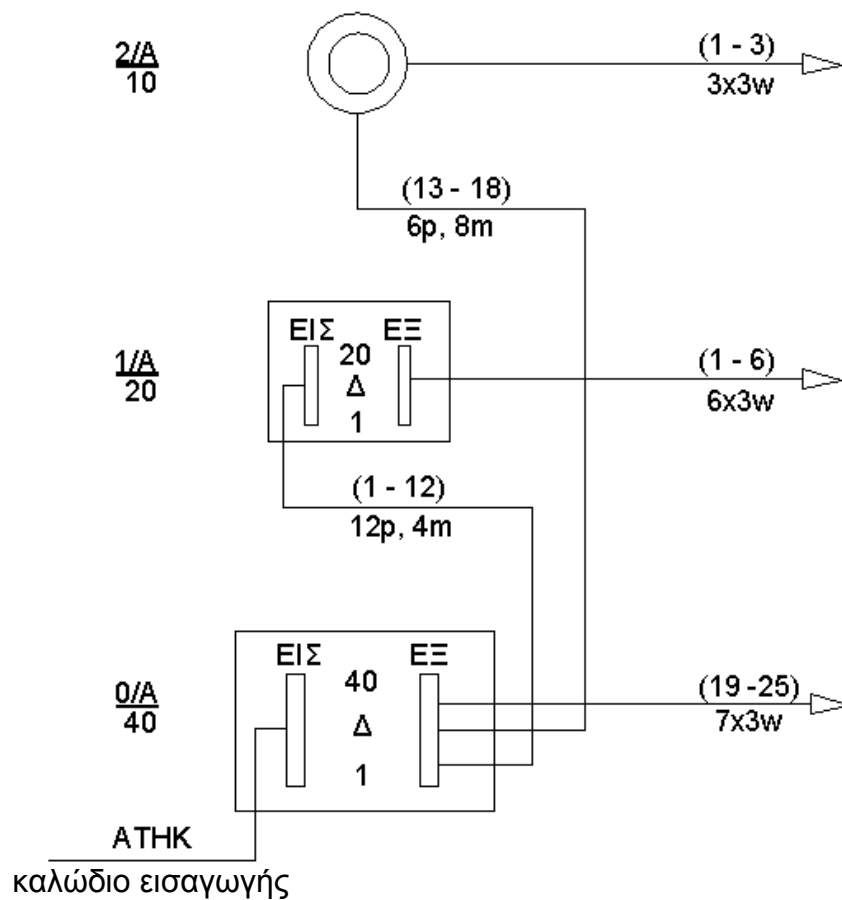 2/A
10
(1 - 3)
3x3w
(13 - 18)
6p, 8m
1/A
20
ΕΙΣ
ΕΞ
20
Δ
1
(1 - 6)
6x3w
(1 - 12)
12p, 4m
0/A
40
ΕΙΣ
ΕΞ
40
Δ
1
(19 -25)
7x3w
ΑΤΗΚ
καλώδιο εισαγωγής